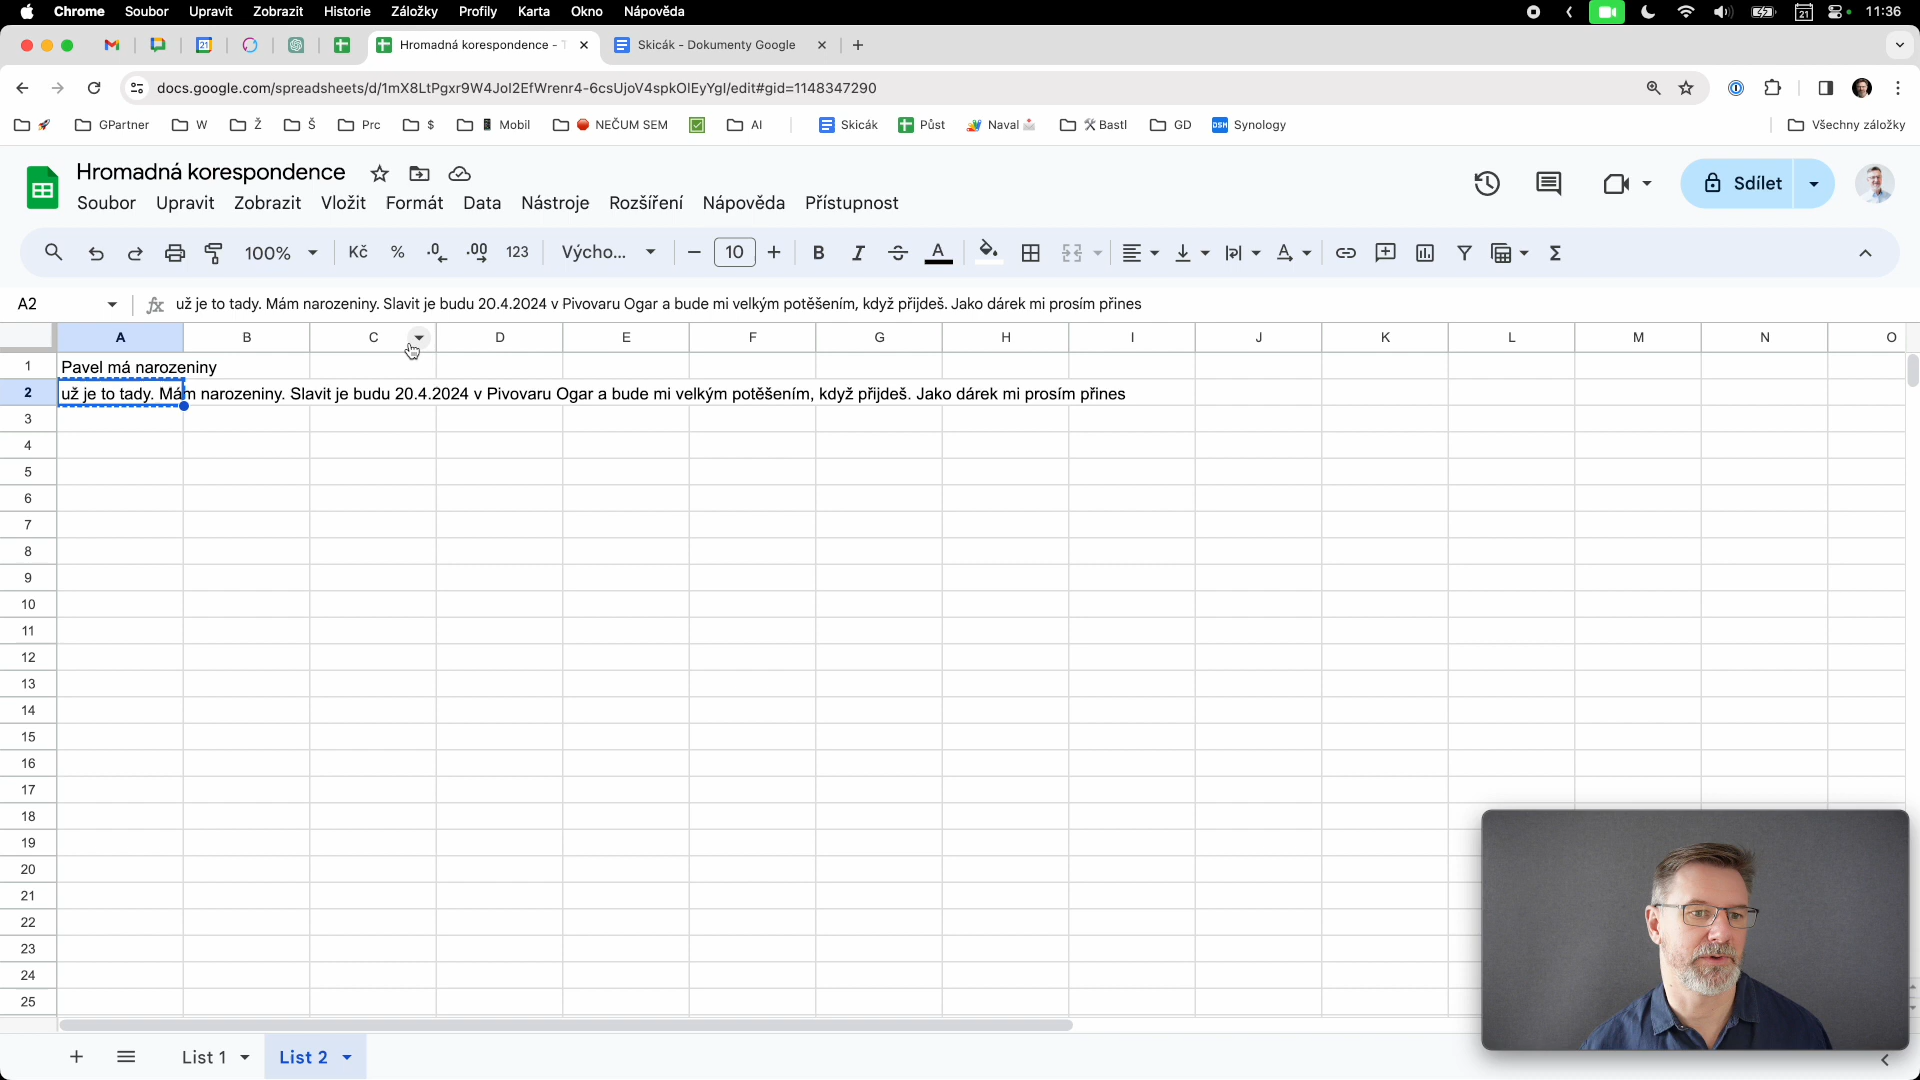 Chrome Soubor Upravit Zobrazit Historie Záložky Profily Karta Okno Nápověda 21 11:36
21 Hromadná korespondence - Skicák - Dokumenty Google
docs.google.com/spreadsheets/d/1mX8LtPgxr9W4JoI2EfWrenr4-6csUjoV4spkOIEyYgI/edit#gid=1148347290
GPartner W Ž Š Prc $ Mobil NEČUM SEM AI Skicák Půst Naval Bastl GD DSM Synology Všechny záložky
Hromadná korespondence
Soubor Upravit Zobrazit Vložit Formát Data Nástroje Rozšíření Nápověda Přístupnost
Sdílet
100% Kč % .0 .00 123 Výcho... 10 B I S A A Σ
A2 fx už je to tady. Mám narozeniny. Slavit je budu 20.4.2024 v Pivovaru Ogar a bude mi velkým potěšením, když přijdeš. Jako dárek mi prosím přines
A B C D E F G H I J K L M N O
1 Pavel má narozeniny
2 už je to tady. Mám narozeniny. Slavit je budu 20.4.2024 v Pivovaru Ogar a bude mi velkým potěšením, když přijdeš. Jako dárek mi prosím přines
3
4
5
6
7
8
9
10
11
12
13
14
15
16
17
18
19
20
21
22
23
24
25
List 1 List 2